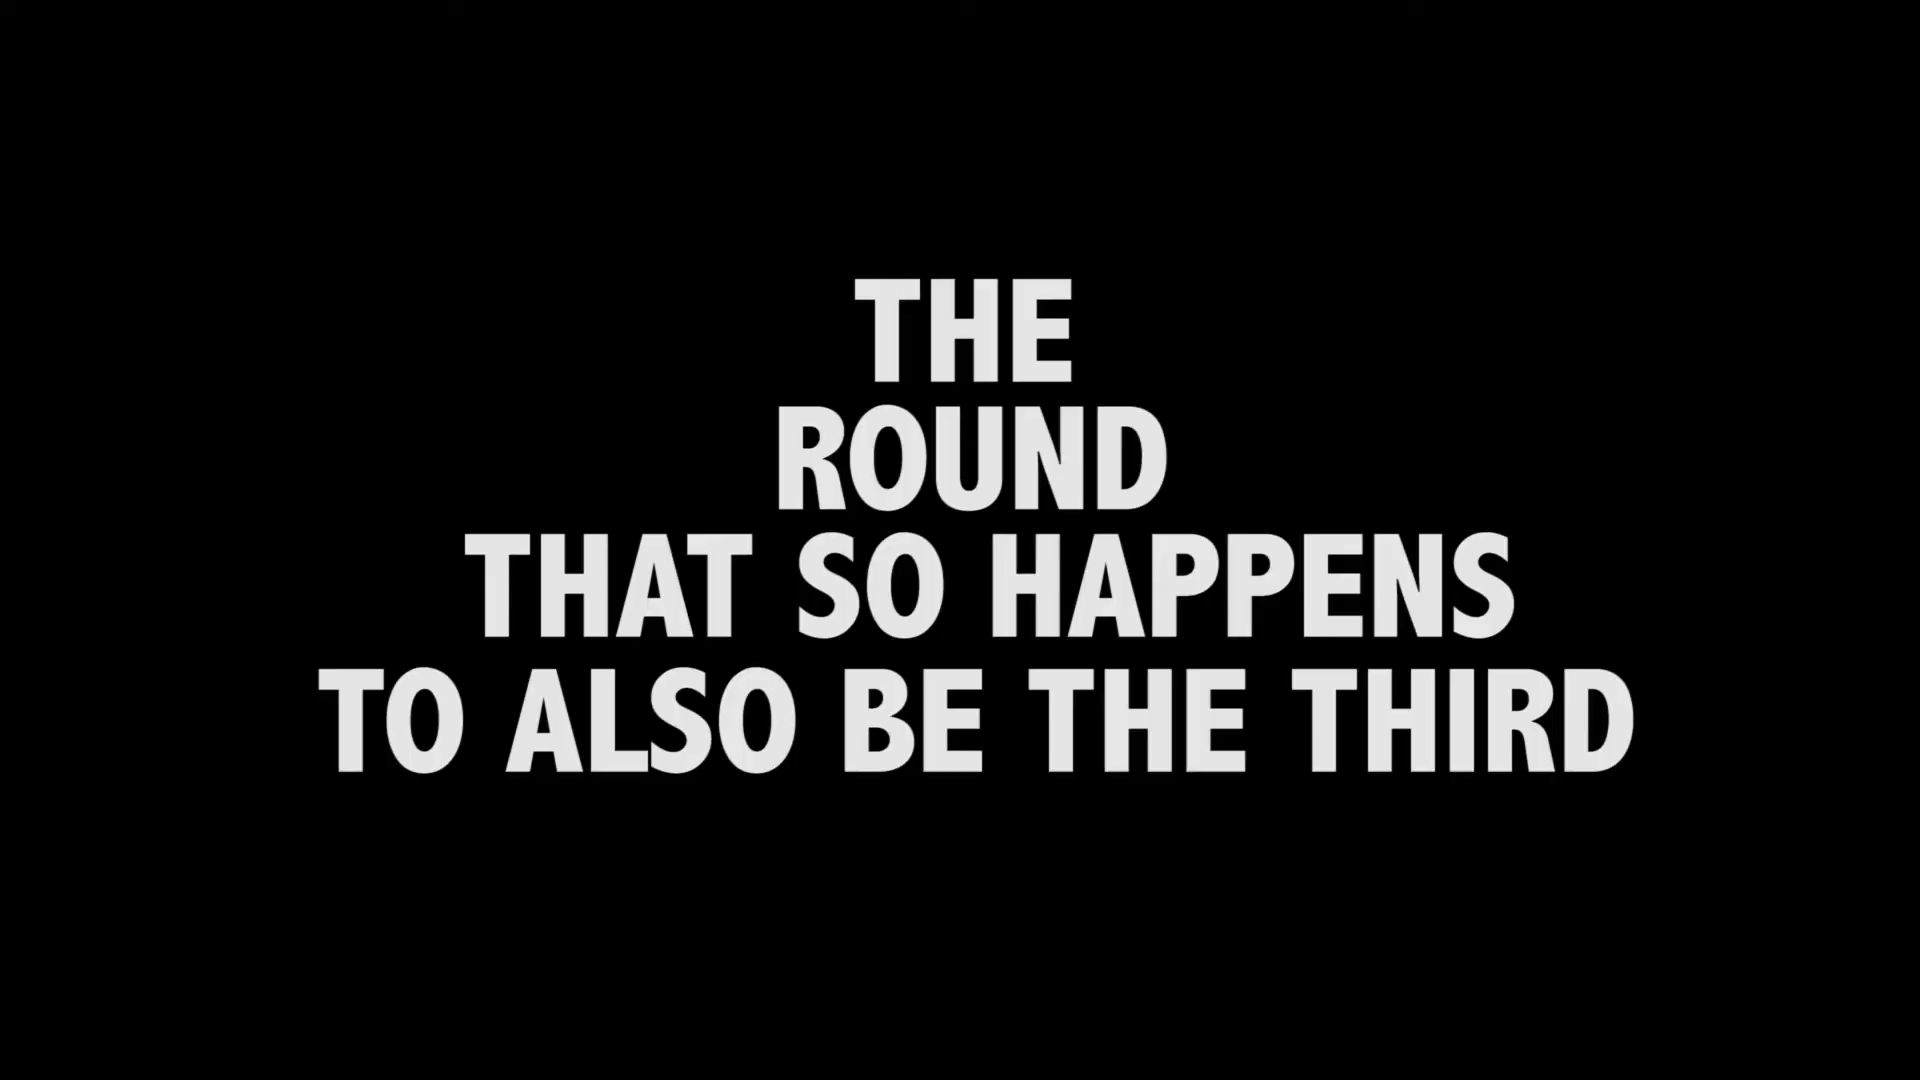 THE
ROUND
THAT SO HAPPENS
TO ALSO BE THE THIRD